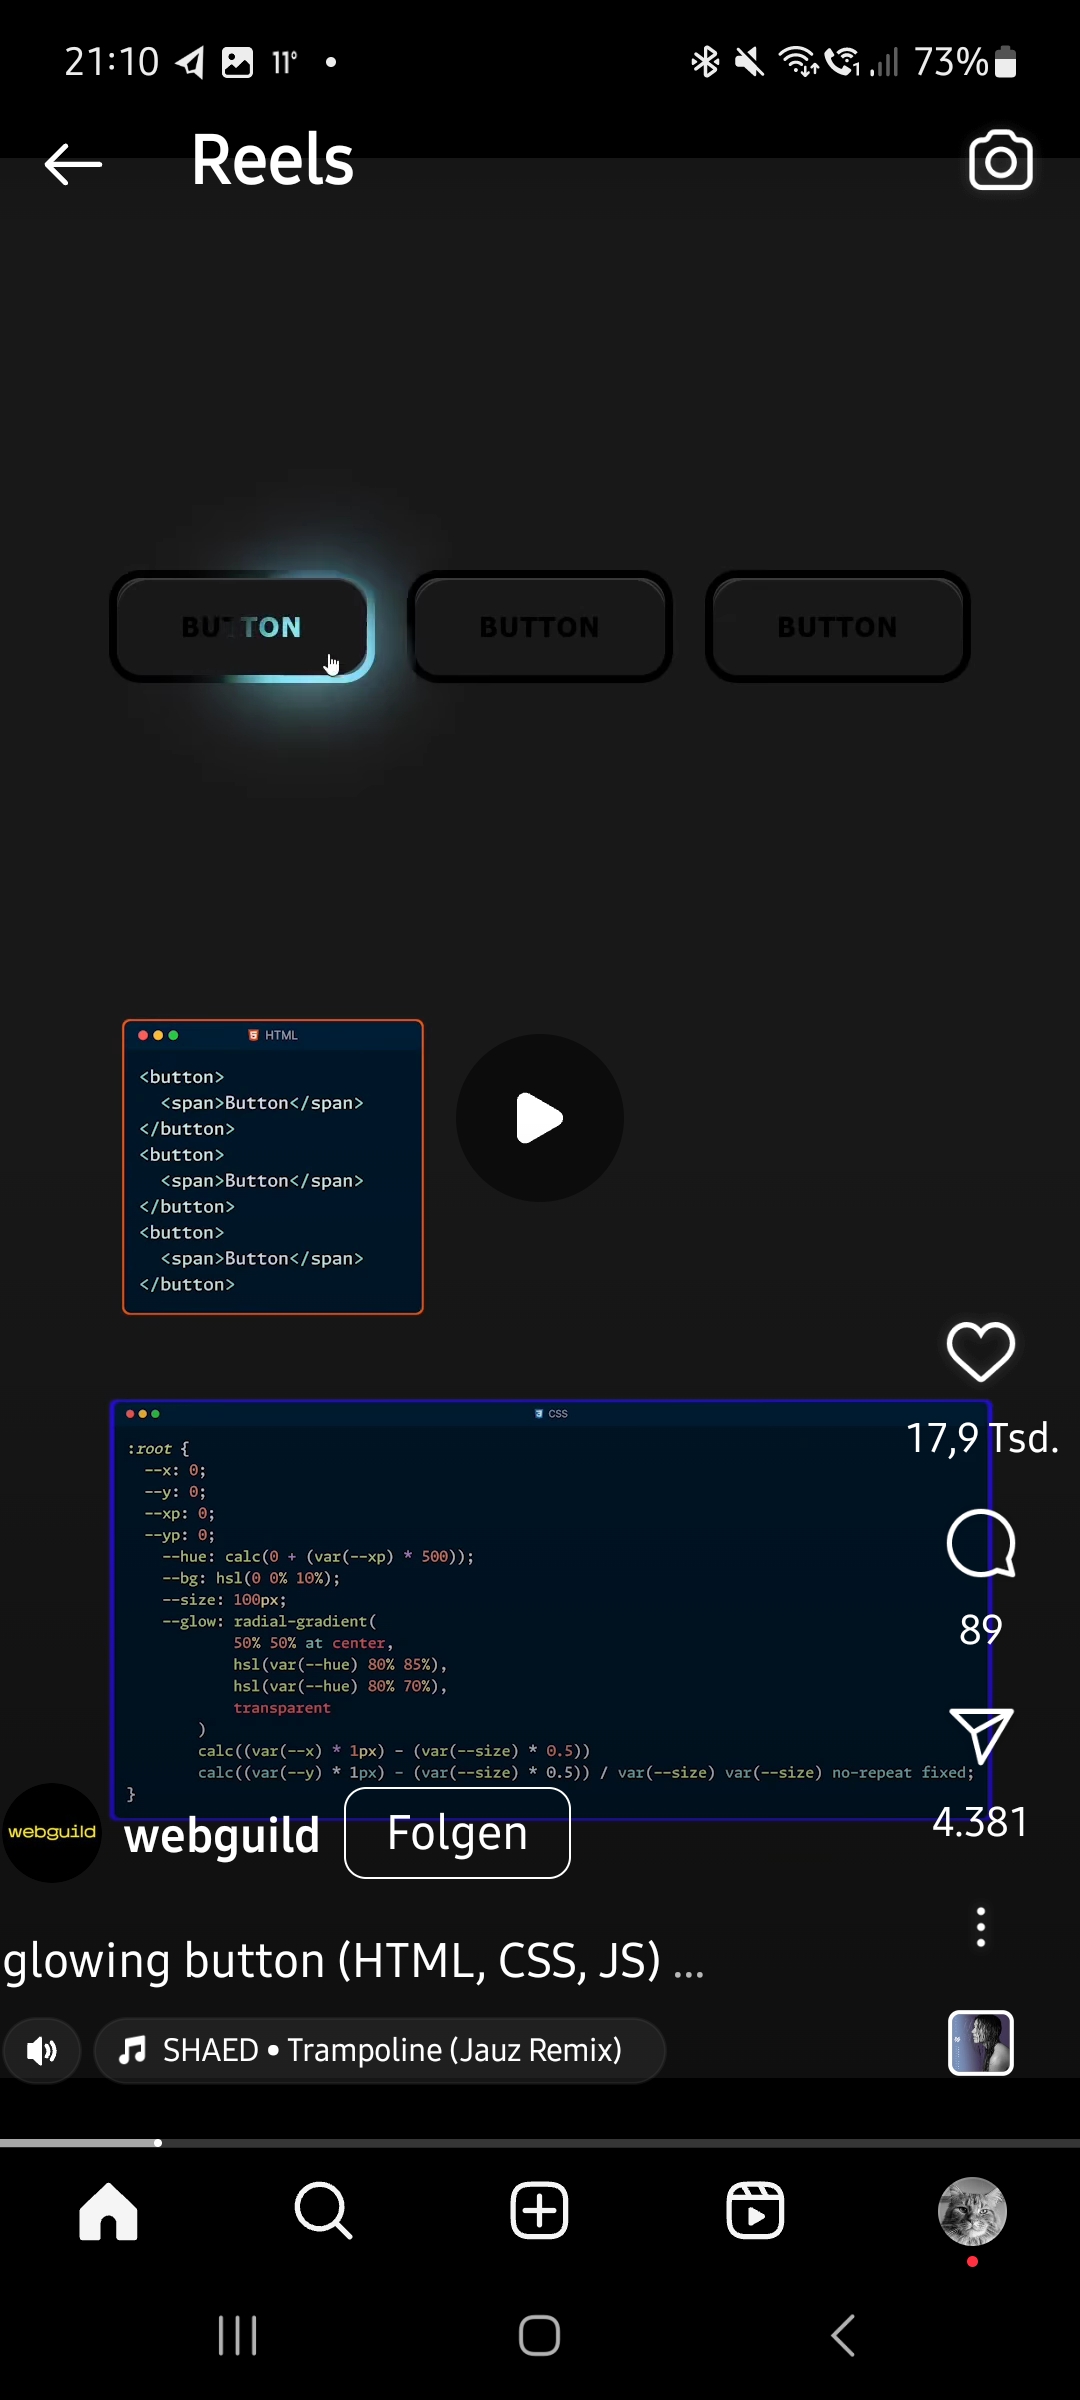 21:10
11°
73%
Reels
BUTTON
BUTTON
BUTTON
HTML
<button>
<span>Button</span>
</button>
<button>
<span>Button</span>
</button>
<button>
<span>Button</span>
</button>
CSS
:root {
--x: 0;
--y: 0;
--xp: 0;
--yp: 0;
--hue: calc(0 + (var(--xp) * 500));
--bg: hsl(0 0% 10%);
--size: 100px;
--glow: radial-gradient(
50% 50% at center,
hsl(var(--hue) 80% 85%),
hsl(var(--hue) 80% 70%),
transparent
)
calc((var(--x) * 1px) - (var(--size) * 0.5))
calc((var(--y) * 1px) - (var(--size) * 0.5)) / var(--size) var(--size) no-repeat fixed;
}
17,9 Tsd.
89
4.381
webguild
webguild
Folgen
glowing button (HTML, CSS, JS) ...
SHAED • Trampoline (Jauz Remix)